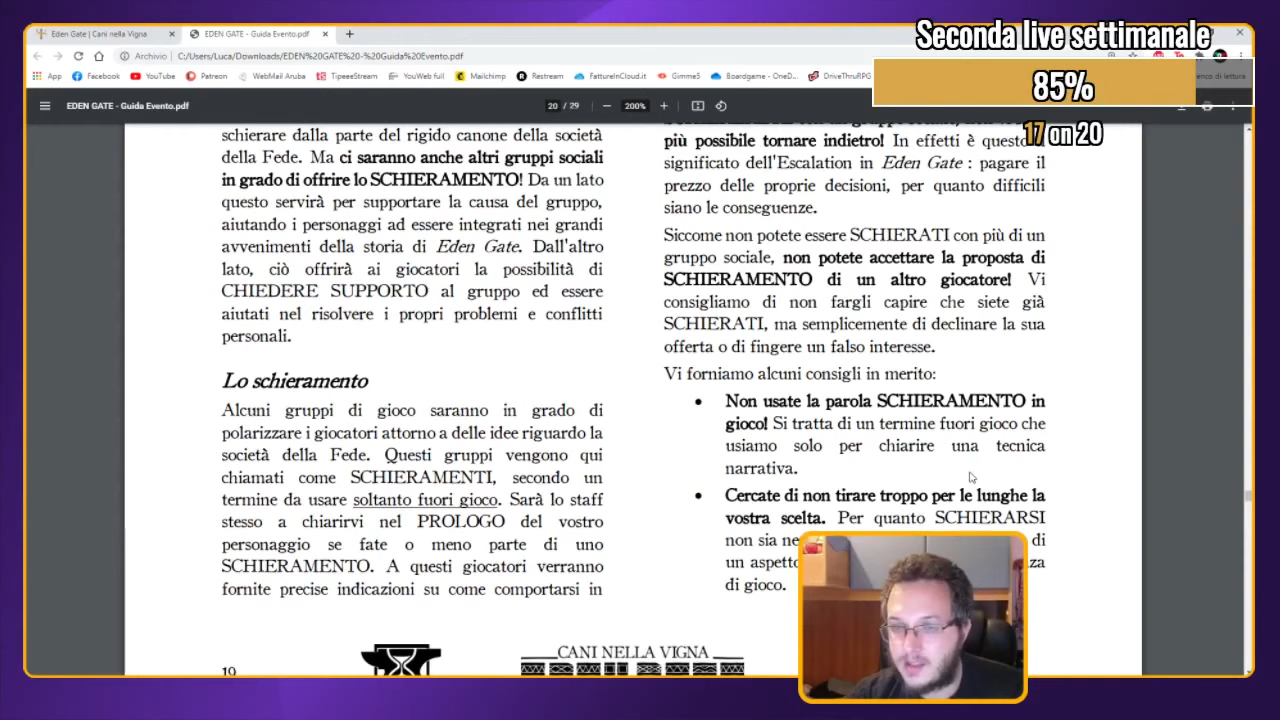 Seconda live settimanale
85%
17 on 20
Eden Gate | Cani nella Vigna
EDEN GATE - Guida Evento.pdf
Archivio
C:/Users/Luca/Downloads/EDEN%20GATE%20-%20Guida%20Evento.pdf
App
Facebook
YouTube
Patreon
WebMail Aruba
TipeeeStream
YouWeb full
Mailchimp
Restream
FattureInCloud.it
Gimme5
Boardgame - OneD...
DriveThruRPG
EDEN GATE - Guida Evento.pdf
20 / 29
200%
schierare dalla parte del rigido canone della società
della Fede. Ma ci saranno anche altri gruppi sociali
in grado di offrire lo SCHIERAMENTO! Da un lato
questo servirà per supportare la causa del gruppo,
aiutando i personaggi ad essere integrati nei grandi
avvenimenti della storia di Eden Gate. Dall'altro
lato, ciò offrirà ai giocatori la possibilità di
CHIEDERE SUPPORTO al gruppo ed essere
aiutati nel risolvere i propri problemi e conflitti
personali.
Lo schieramento
Alcuni gruppi di gioco saranno in grado di
polarizzare i giocatori attorno a delle idee riguardo la
società della Fede. Questi gruppi vengono qui
chiamati come SCHIERAMENTI, secondo un
termine da usare soltanto fuori gioco. Sarà lo staff
stesso a chiarirvi nel PROLOGO del vostro
personaggio se fate o meno parte di uno
SCHIERAMENTO. A questi giocatori verranno
fornite precise indicazioni su come comportarsi in
più possibile tornare indietro! In effetti è questo
significato dell'Escalation in Eden Gate : pagare il
prezzo delle proprie decisioni, per quanto difficili
siano le conseguenze.
Siccome non potete essere SCHIERATI con più di un
gruppo sociale, non potete accettare la proposta di
SCHIERAMENTO di un altro giocatore! Vi
consigliamo di non fargli capire che siete già
SCHIERATI, ma semplicemente di declinare la sua
offerta o di fingere un falso interesse.
Vi forniamo alcuni consigli in merito:
• Non usate la parola SCHIERAMENTO in
gioco! Si tratta di un termine fuori gioco che
usiamo solo per chiarire una tecnica
narrativa.
• Cercate di non tirare troppo per le lunghe la
vostra scelta. Per quanto SCHIERARSI
non sia ne
di
un aspetto
di gioco.
19
CANI NELLA VIGNA